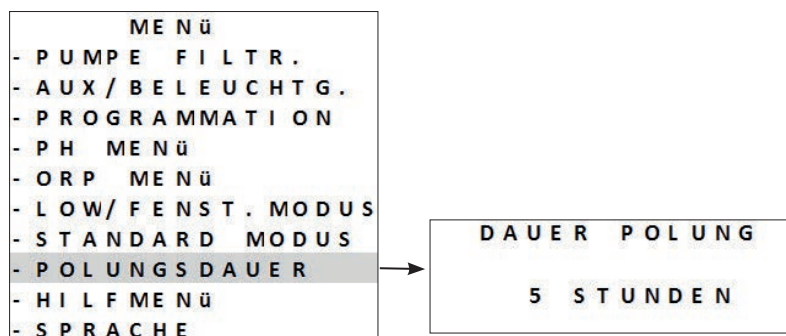 MENü
- PUMPE FILTR.
- AUX/BELEUCHTG.
- PROGRAMMATION
- PH MENü
- ORP MENü
- LOW/FENST. MODUS
- STANDARD MODUS
- POLUNGSDAUER
- HILFMENü
- SPRACHE
DAUER POLUNG
5 STUNDEN